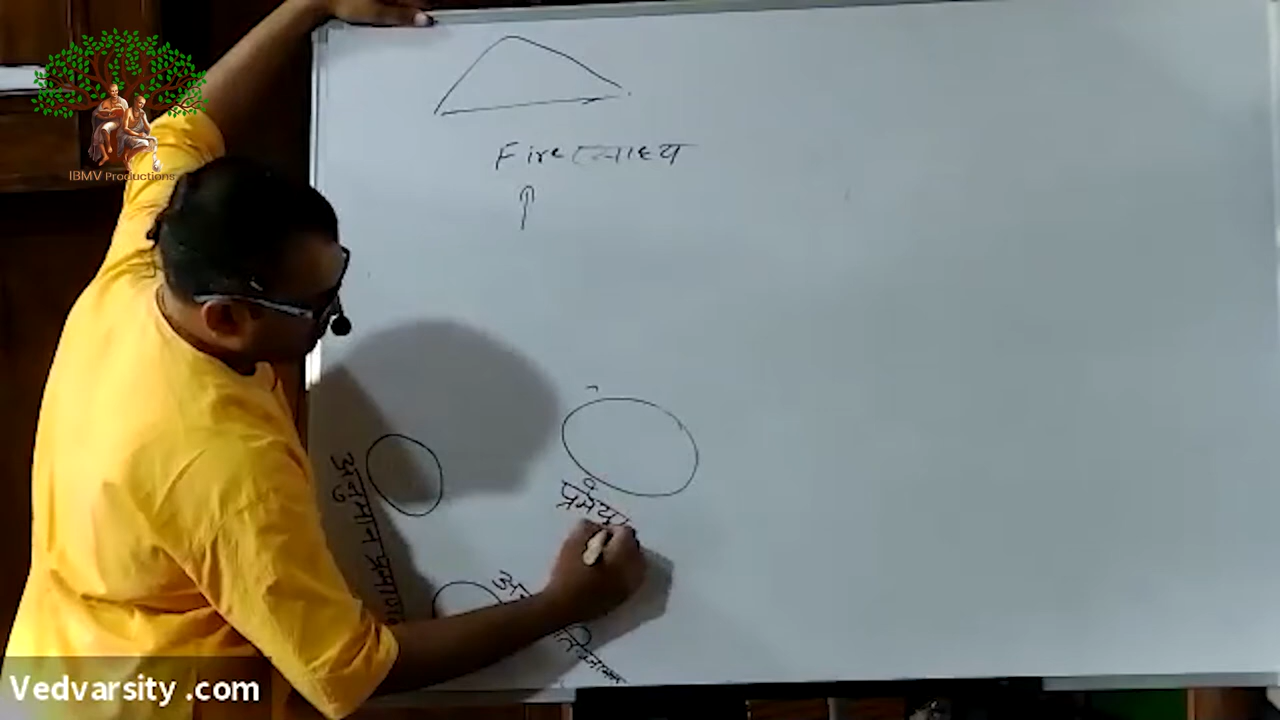 IBMV Productions
Fire साध्य
अनुमान प्रमाण
प्रमेय
Vedvarsity .com